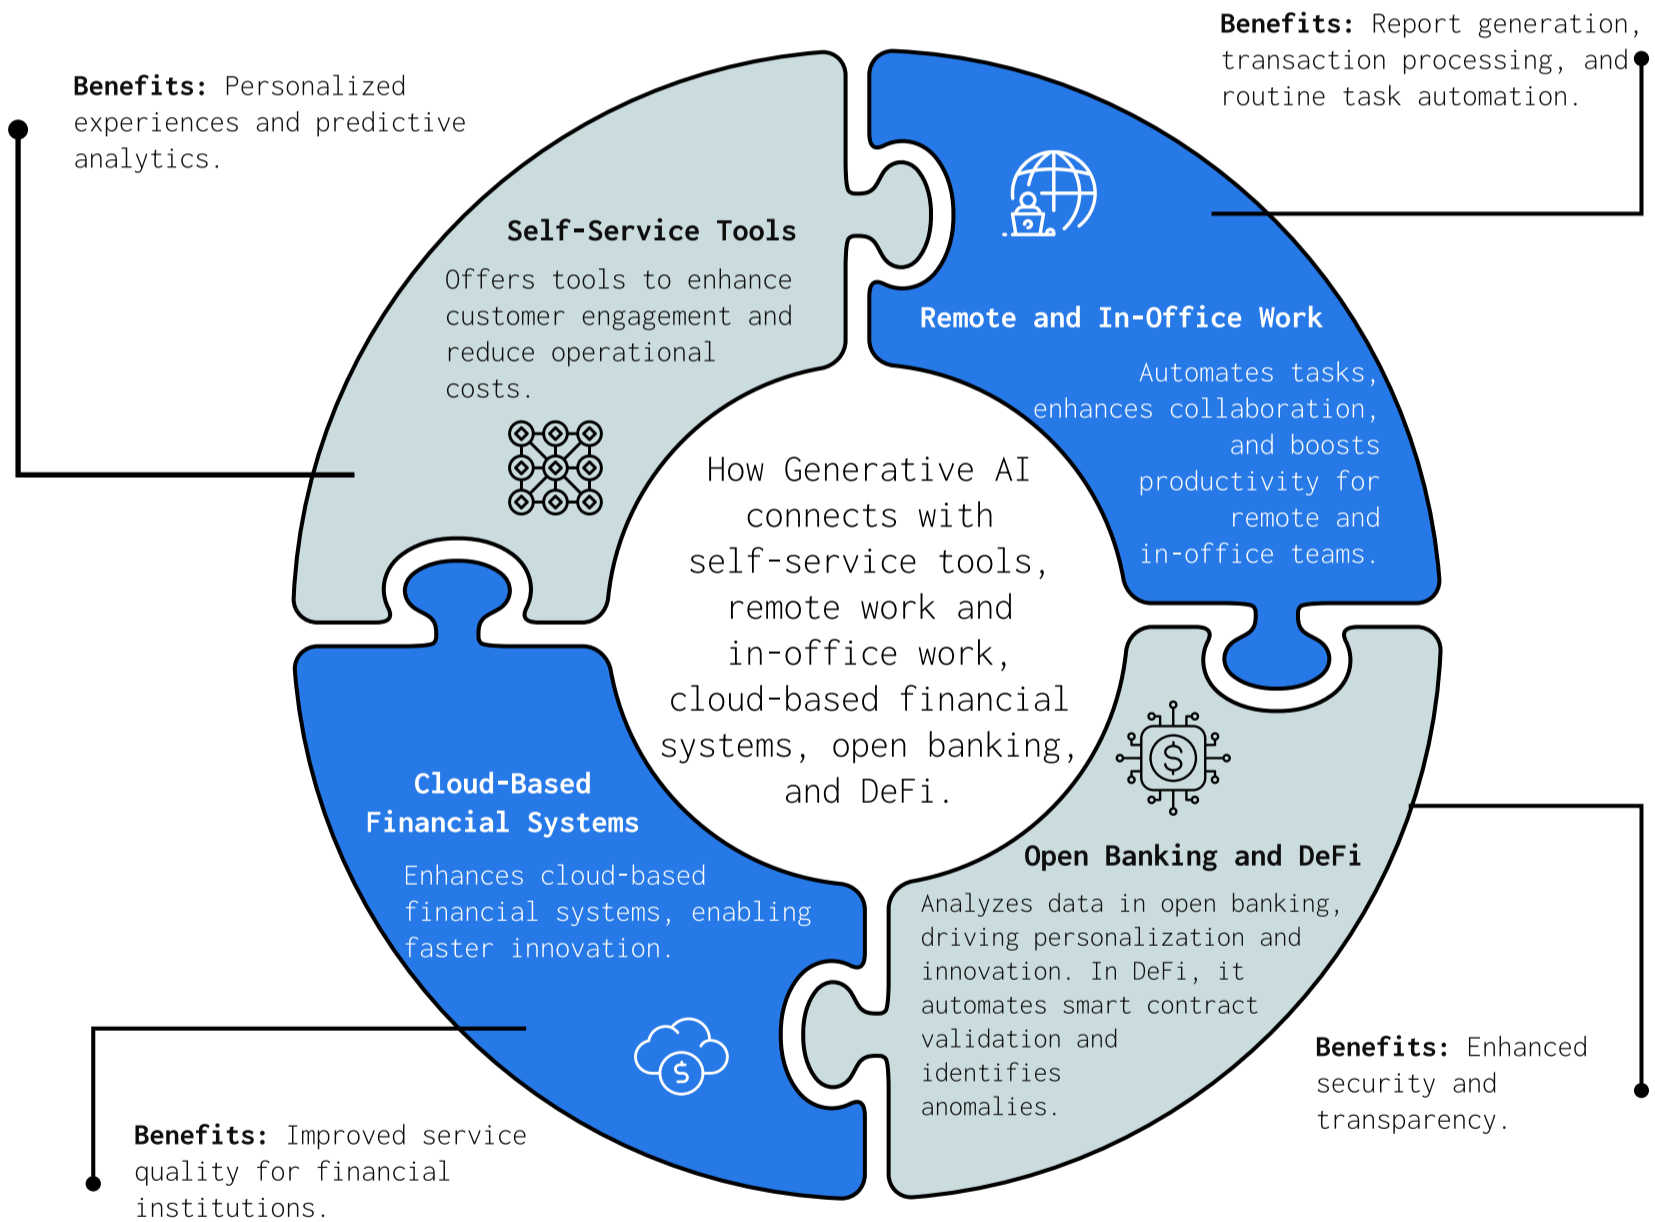 Benefits: Personalized
experiences and predictive
analytics.
Benefits: Report generation,
transaction processing, and
routine task automation.
Self-Service Tools
Offers tools to enhance
customer engagement and
reduce operational
costs.
Remote and In-Office Work
Automates tasks,
enhances collaboration,
and boosts
productivity for
remote and
in-office teams.
How Generative AI
connects with
self-service tools,
remote work and
in-office work,
cloud-based financial
systems, open banking,
and DeFi.
Cloud-Based
Financial Systems
Enhances cloud-based
financial systems, enabling
faster innovation.
$
$
Open Banking and DeFi
Analyzes data in open banking,
driving personalization and
innovation. In DeFi, it
automates smart contract
validation and
identifies
anomalies.
Benefits: Improved service
quality for financial
institutions.
Benefits: Enhanced
security and
transparency.